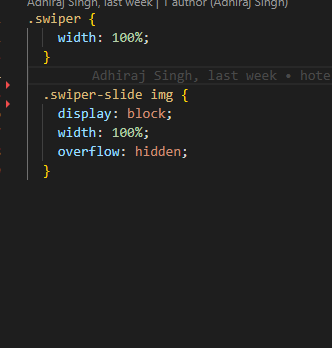 Adhiraj Singh, last week | 1 author (Adhiraj Singh)
.swiper {
width: 100%;
}
Adhiraj Singh, last week • hote
.swiper-slide img {
display: block;
width: 100%;
overflow: hidden;
}